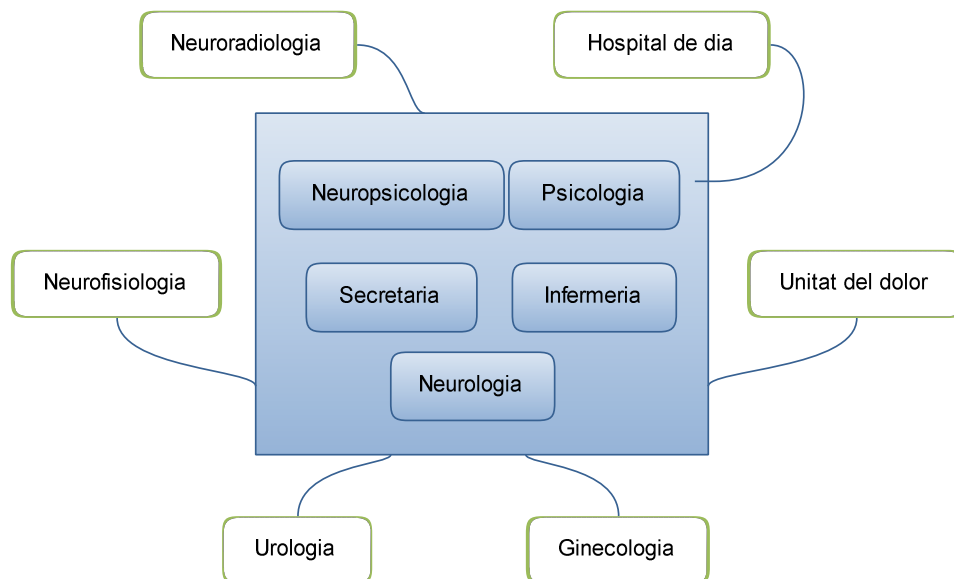 Neuroradiologia
Hospital de dia
Neuropsicologia
Psicologia
Neurofisiologia
Secretaria
Infermeria
Unitat del dolor
Neurologia
Urologia
Ginecologia